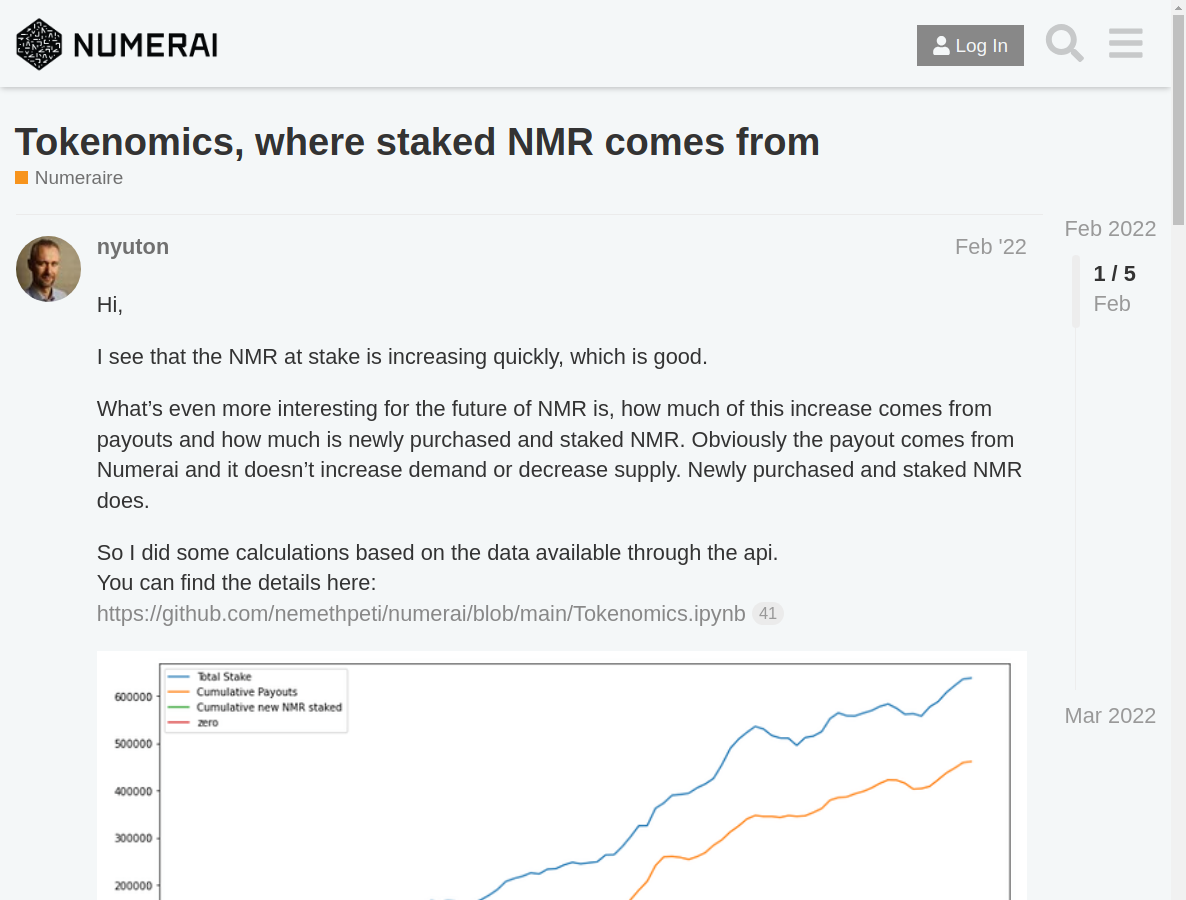 NUMERAI
Log In
Tokenomics, where staked NMR comes from
Numeraire
nyuton
Feb '22
Hi,
I see that the NMR at stake is increasing quickly, which is good.
What’s even more interesting for the future of NMR is, how much of this increase comes from
payouts and how much is newly purchased and staked NMR. Obviously the payout comes from
Numerai and it doesn’t increase demand or decrease supply. Newly purchased and staked NMR
does.
So I did some calculations based on the data available through the api.
You can find the details here:
https://github.com/nemethpeti/numerai/blob/main/Tokenomics.ipynb 41
Total Stake
Cumulative Payouts
Cumulative new NMR staked
zero
600000
500000
400000
300000
200000
Feb 2022
1 / 5
Feb
Mar 2022